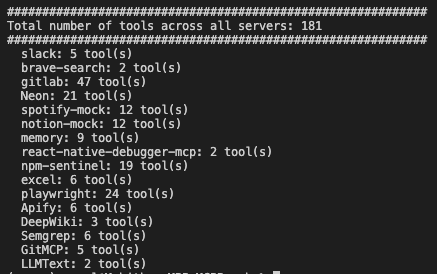 ############################################################
Total number of tools across all servers: 181
############################################################
slack: 5 tool(s)
brave-search: 2 tool(s)
gitlab: 47 tool(s)
Neon: 21 tool(s)
spotify-mock: 12 tool(s)
notion-mock: 12 tool(s)
memory: 9 tool(s)
react-native-debugger-mcp: 2 tool(s)
npm-sentinel: 19 tool(s)
excel: 6 tool(s)
playwright: 24 tool(s)
Apify: 6 tool(s)
DeepWiki: 3 tool(s)
Semgrep: 6 tool(s)
GitMCP: 5 tool(s)
LLMText: 2 tool(s)